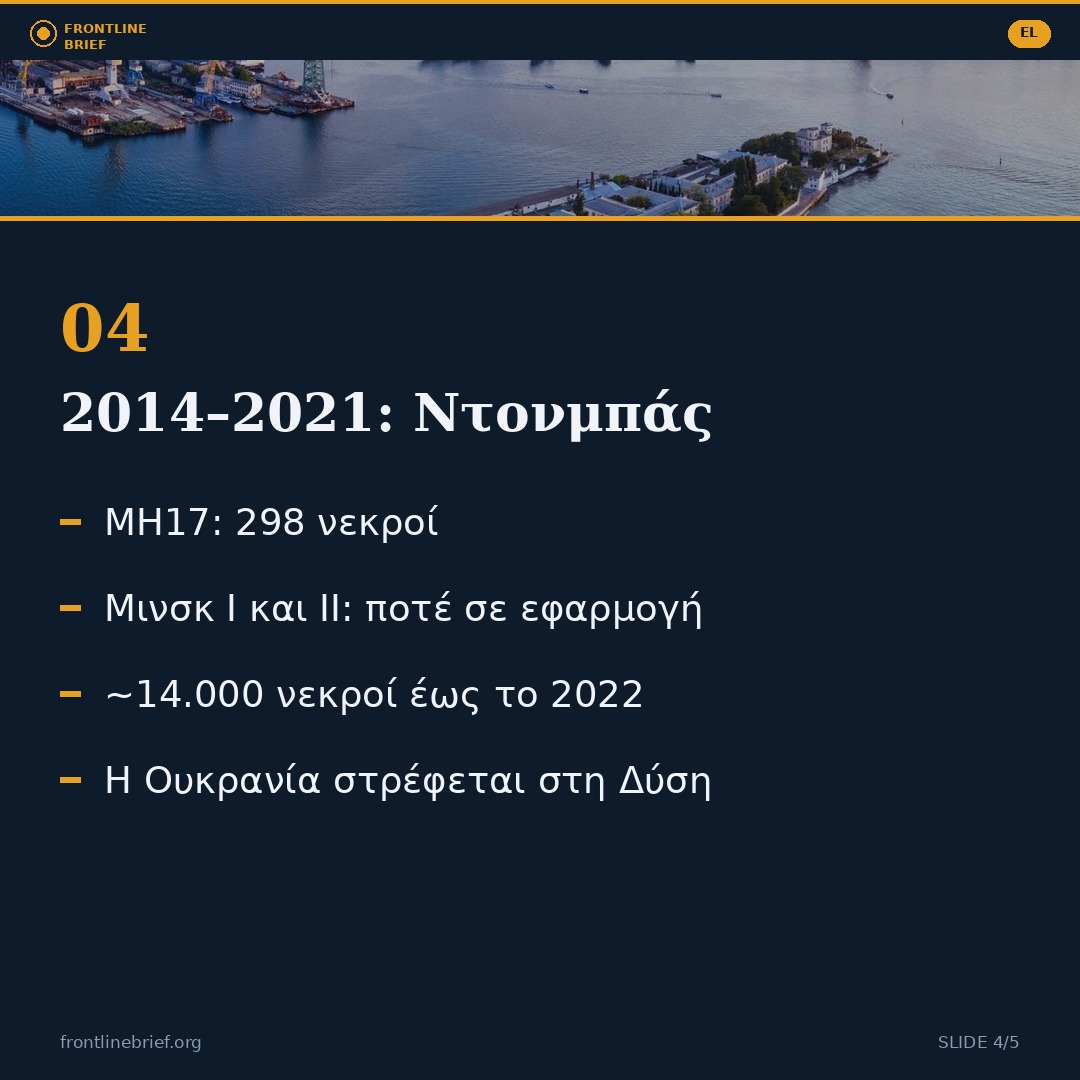 FRONTLINE
BRIEF
EL
04
2014–2021: Ντονμπάς
MH17: 298 νεκροί
Μινσκ I και II: ποτέ σε εφαρμογή
~14.000 νεκροί έως το 2022
Η Ουκρανία στρέφεται στη Δύση
frontlinebrief.org
SLIDE 4/5